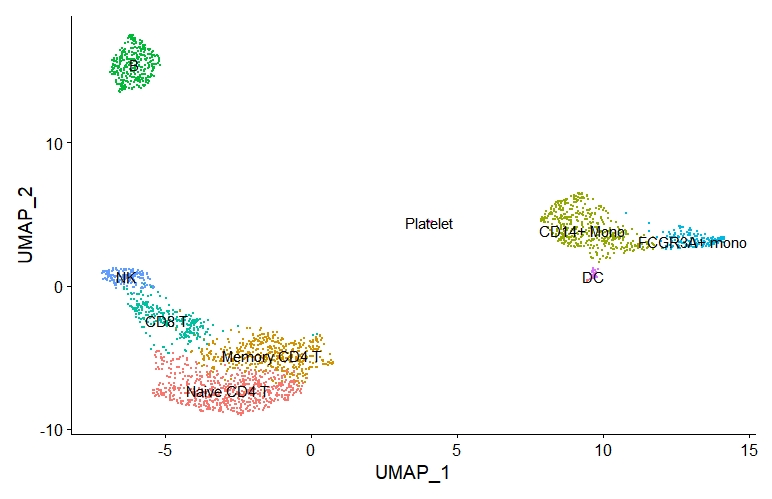 B
10
Platelet
CD14+ Mono
FCGR3A+ mono
UMAP_2
NK
DC
0
CD8 T
Memory CD4 T
Naive CD4 T
-10
-5
0
5
10
15
UMAP_1